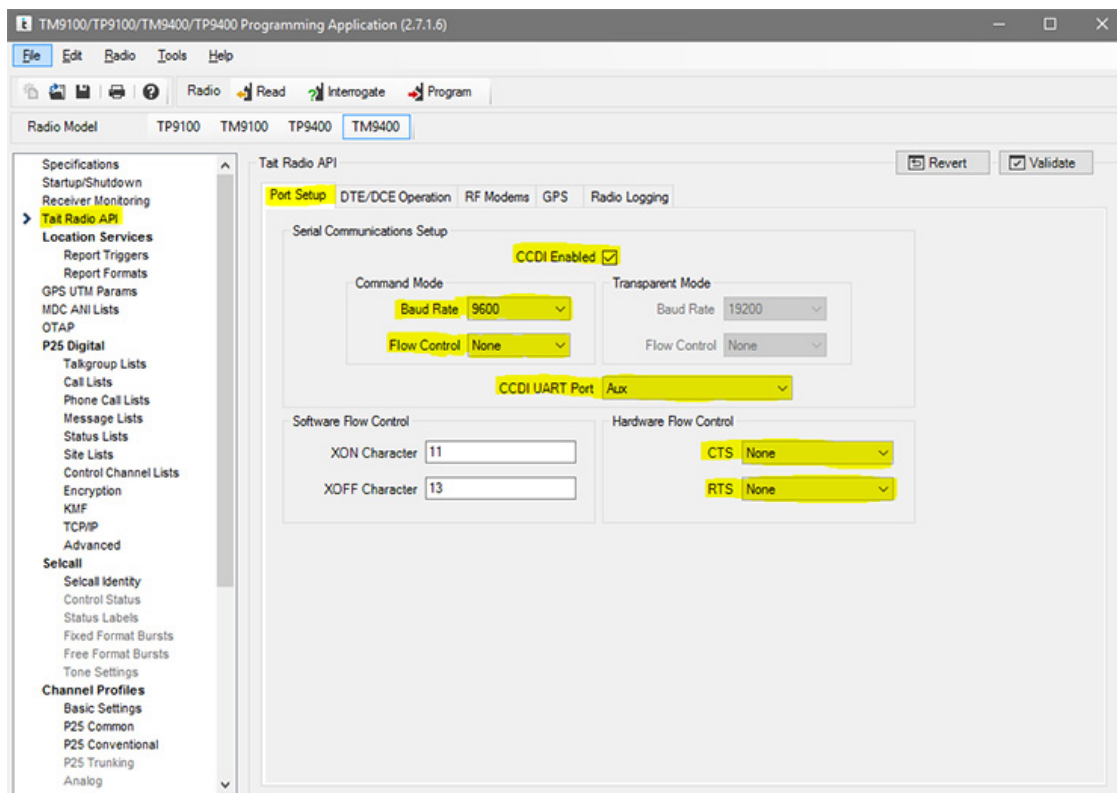 TM9100/TP9100/TM9400/TP9400 Programming Application (2.7.1.6)
File Edit Radio Tools Help
Radio Read Interrogate Program
Radio Model TP9100 TM9100 TP9400 TM9400
Specifications
Startup/Shutdown
Receiver Monitoring
Tait Radio API
Location Services
Report Triggers
Report Formats
GPS UTM Params
MDC ANI Lists
OTAP
P25 Digital
Talkgroup Lists
Call Lists
Phone Call Lists
Message Lists
Status Lists
Site Lists
Control Channel Lists
Encryption
KMF
TCP/IP
Advanced
Selcall
Selcall Identity
Control Status
Status Labels
Fixed Format Bursts
Free Format Bursts
Tone Settings
Channel Profiles
Basic Settings
P25 Common
P25 Conventional
P25 Trunking
Analog
Tait Radio API
Revert Validate
Port Setup DTE/DCE Operation RF Modems GPS Radio Logging
Serial Communications Setup
CCDI Enabled
Command Mode
Baud Rate 9600
Flow Control None
Transparent Mode
Baud Rate 19200
Flow Control None
CCDI UART Port Aux
Software Flow Control
XON Character 11
XOFF Character 13
Hardware Flow Control
CTS None
RTS None